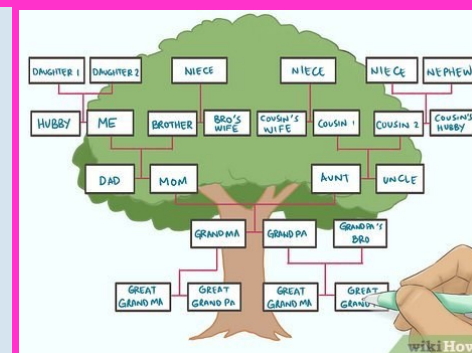 DAUGHTER 1
DAUGHTER 2
NIECE
NIECE
NIECE
NEPHEW
HUBBY
ME
BROTHER
BRO'S
WIFE
COUSIN'S
WIFE
COUSIN 1
COUSIN 2
COUSIN'S
HUBBY
DAD
MOM
AUNT
UNCLE
GRANDMA
GRANDPA
GRANDPA'S
BRO
GREAT
GRANDMA
GREAT
GRANDPA
GREAT
GRANDMA
GREAT
wikiHow